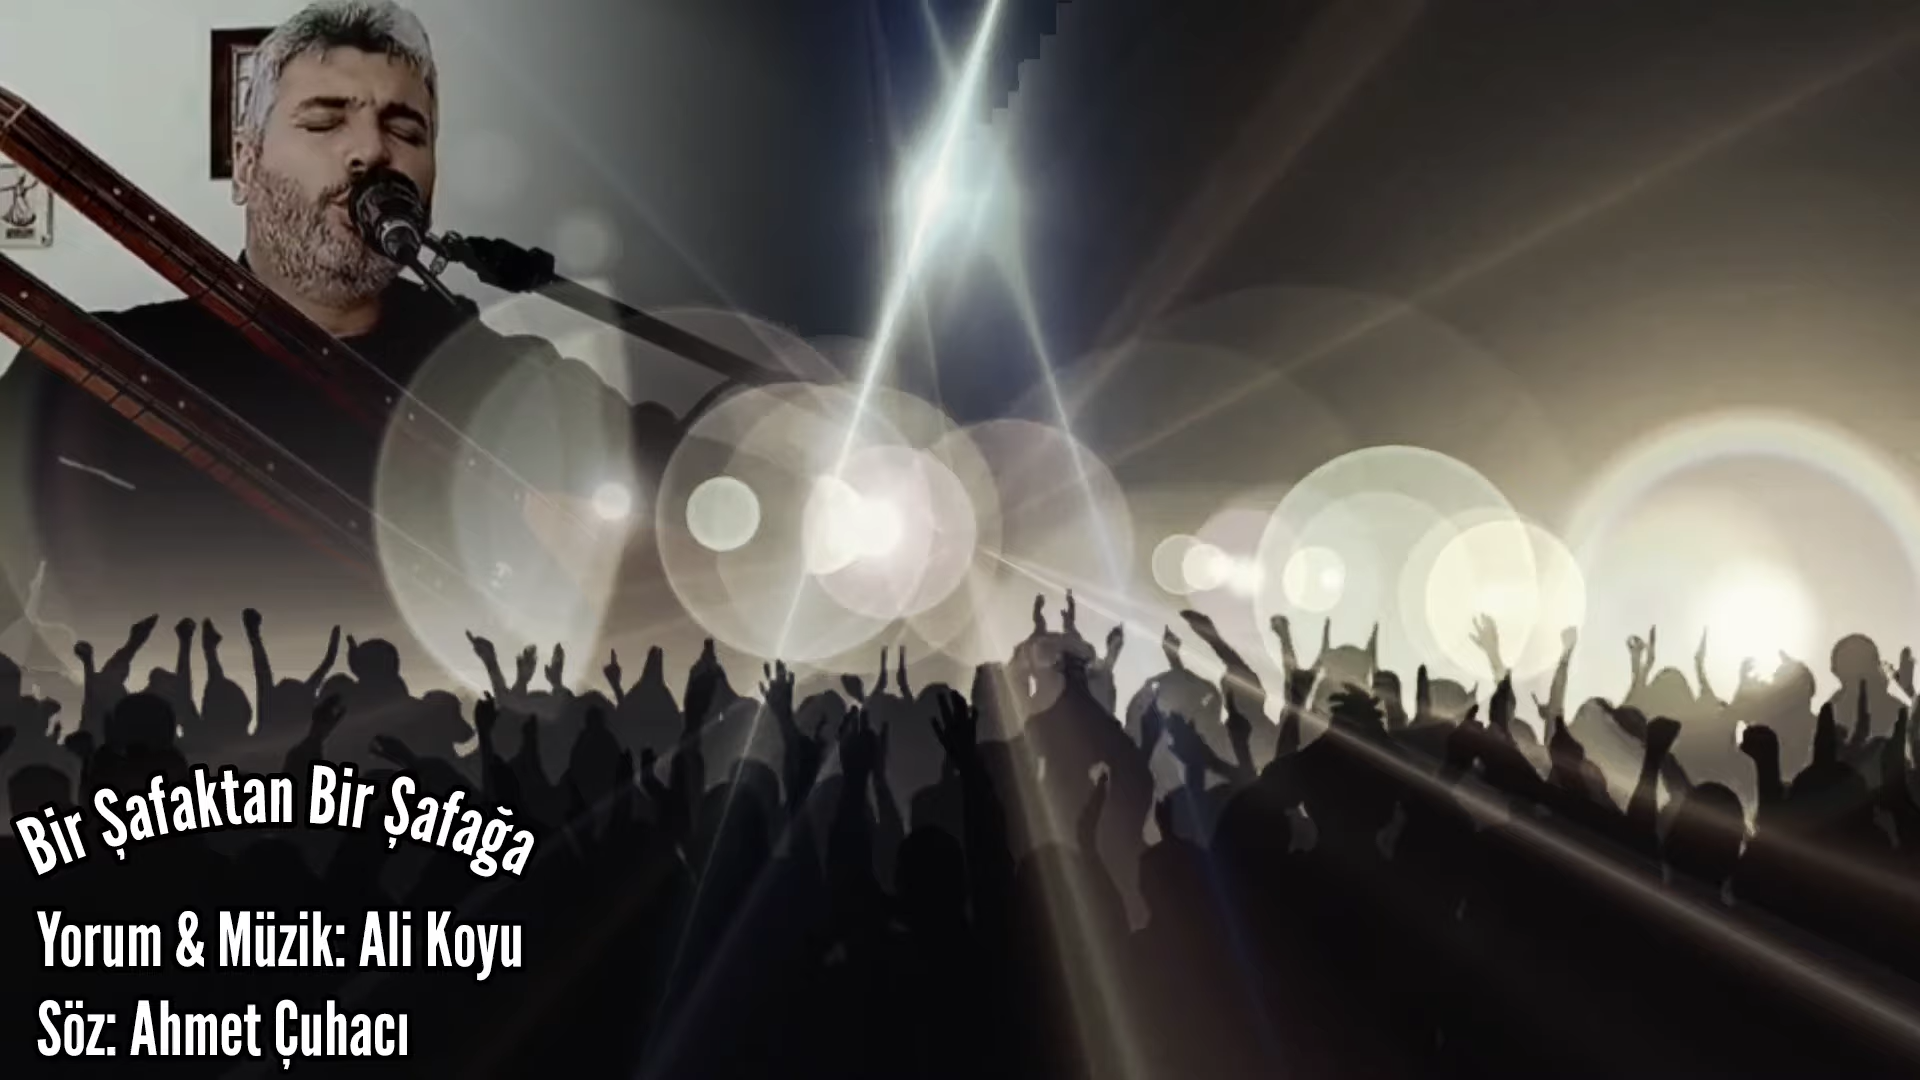 Bir Şafaktan Bir Şafağa
Yorum & Müzik: Ali Koyu
Söz: Ahmet Çuhacı